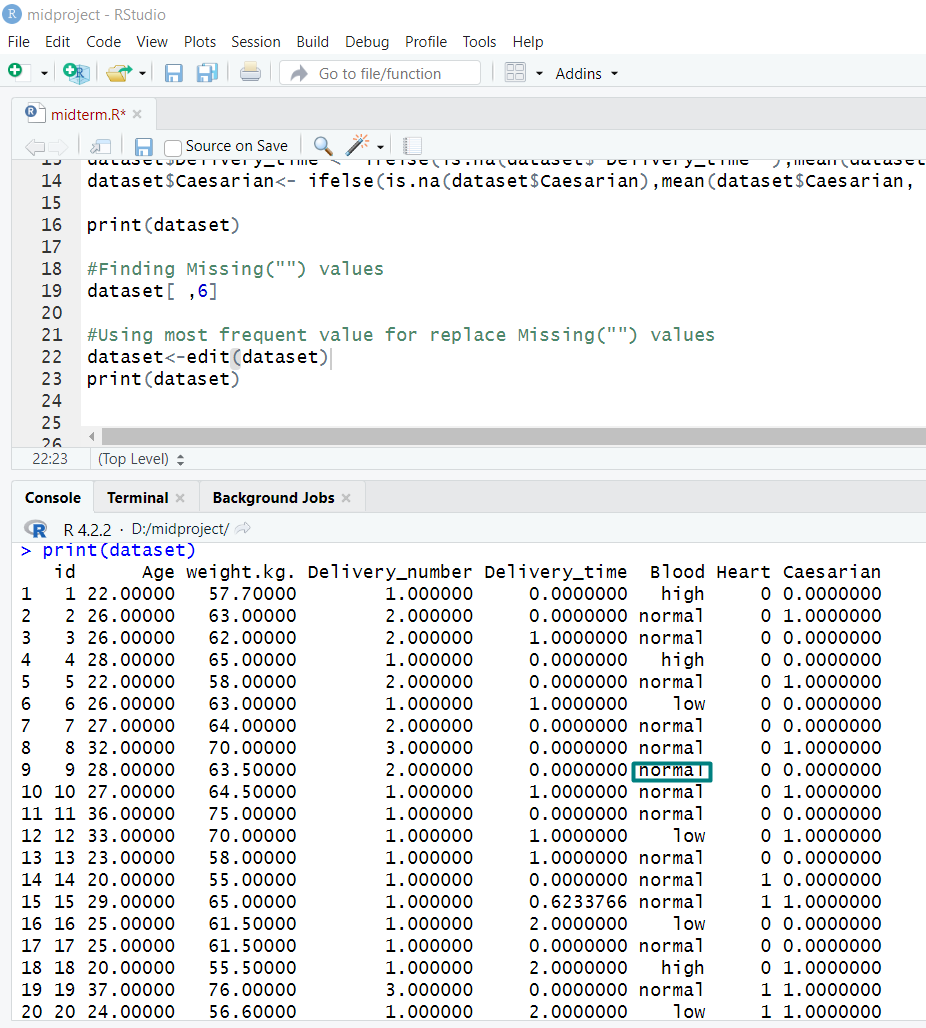 midproject - RStudio
File Edit Code View Plots Session Build Debug Profile Tools Help
Go to file/function Addins
midterm.R*
Source on Save
13 dataset$Delivery_time <- ifelse(is.na(dataset$ Delivery_time ),mean(dataset
14 dataset$Caesarian<- ifelse(is.na(dataset$Caesarian),mean(dataset$Caesarian,
15
16 print(dataset)
17
18 #Finding Missing("") values
19 dataset[ ,6]
20
21 #Using most frequent value for replace Missing("") values
22 dataset<-edit(dataset)
23 print(dataset)
24
25
26
22:23 (Top Level)
Console Terminal Background Jobs
R 4.2.2 · D:/midproject/
> print(dataset)
id Age weight.kg. Delivery_number Delivery_time Blood Heart Caesarian
1 1 22.00000 57.70000 1.000000 0.0000000 high 0 0.0000000
2 2 26.00000 63.00000 2.000000 0.0000000 normal 0 1.0000000
3 3 26.00000 62.00000 2.000000 1.0000000 normal 0 0.0000000
4 4 28.00000 65.00000 1.000000 0.0000000 high 0 0.0000000
5 5 22.00000 58.00000 2.000000 0.0000000 normal 0 1.0000000
6 6 26.00000 63.00000 1.000000 1.0000000 low 0 0.0000000
7 7 27.00000 64.00000 2.000000 0.0000000 normal 0 0.0000000
8 8 32.00000 70.00000 3.000000 0.0000000 normal 0 1.0000000
9 9 28.00000 63.50000 2.000000 0.0000000 normal 0 0.0000000
10 10 27.00000 64.50000 1.000000 1.0000000 normal 0 1.0000000
11 11 36.00000 75.00000 1.000000 0.0000000 normal 0 0.0000000
12 12 33.00000 70.00000 1.000000 1.0000000 low 0 1.0000000
13 13 23.00000 58.00000 1.000000 1.0000000 normal 0 0.0000000
14 14 20.00000 55.00000 1.000000 0.0000000 normal 1 0.0000000
15 15 29.00000 65.00000 1.000000 0.6233766 normal 1 1.0000000
16 16 25.00000 61.50000 1.000000 2.0000000 low 0 0.0000000
17 17 25.00000 61.50000 1.000000 0.0000000 normal 0 0.0000000
18 18 20.00000 55.50000 1.000000 2.0000000 high 0 1.0000000
19 19 37.00000 76.00000 3.000000 0.0000000 normal 1 1.0000000
20 20 24.00000 56.60000 1.000000 2.0000000 low 1 1.0000000